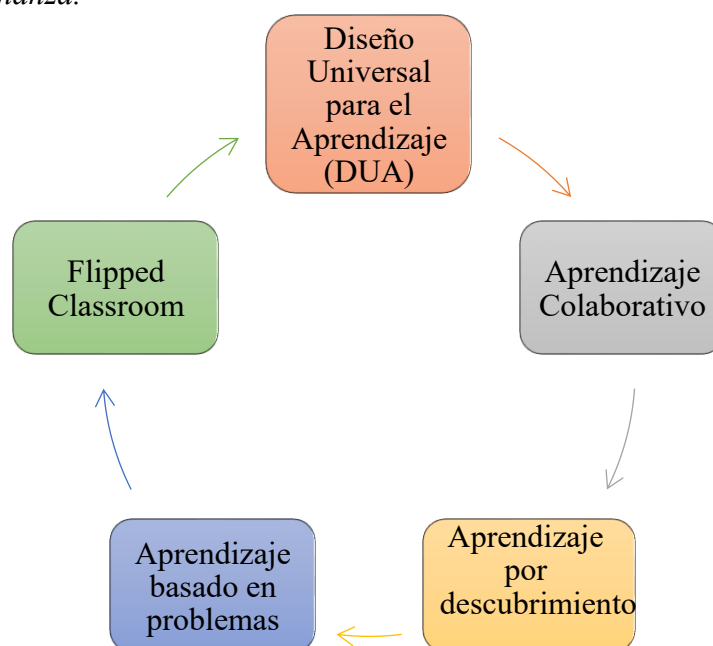 Diseño
Universal
para el
Aprendizaje
(DUA)
Aprendizaje
Colaborativo
Aprendizaje
por
descubrimiento
Aprendizaje
basado en
problemas
Flipped
Classroom